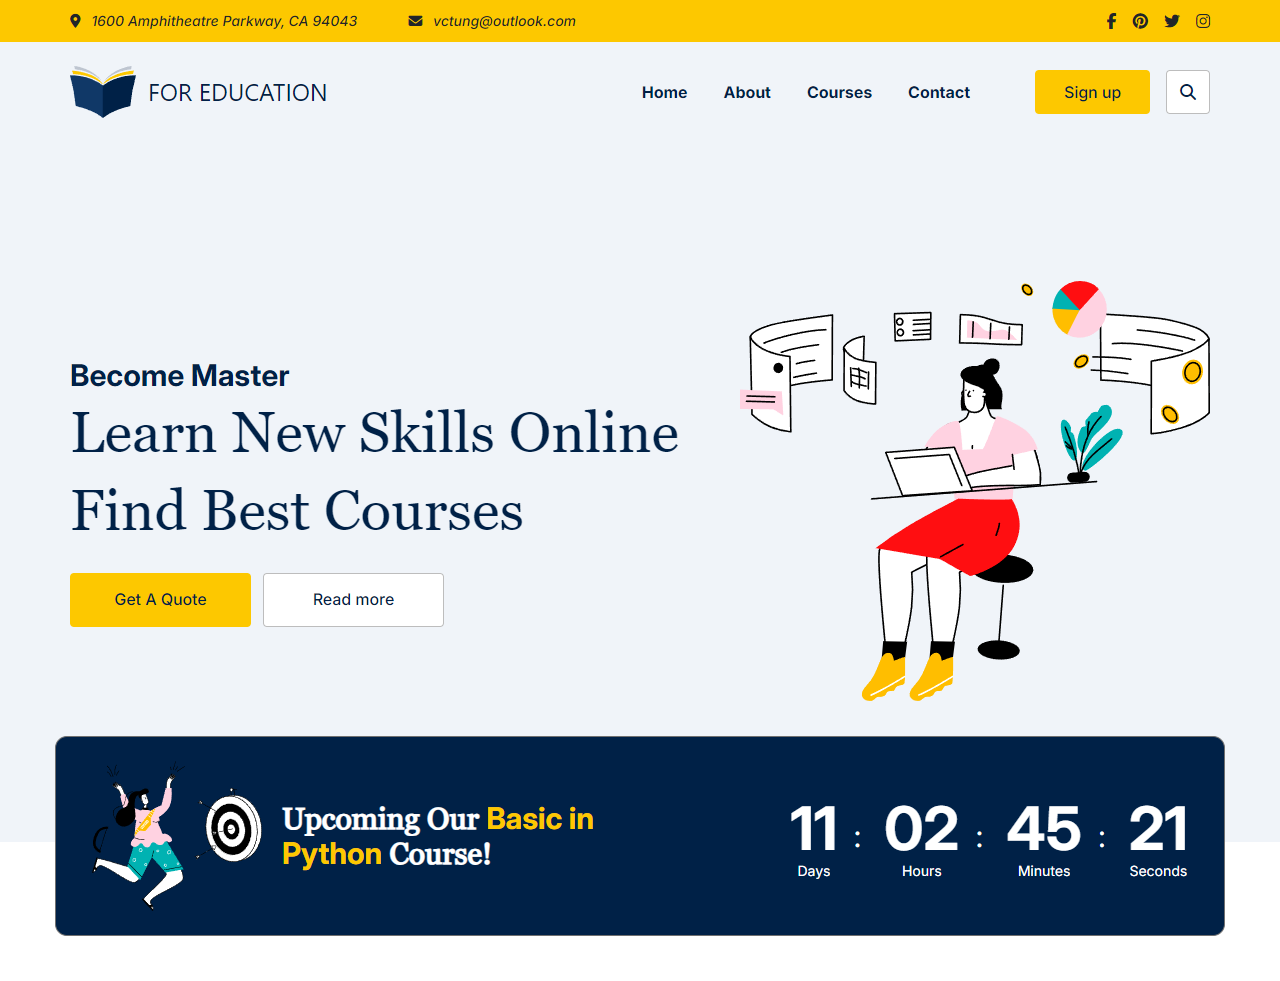 1600 Amphitheatre Parkway, CA 94043
vctung@outlook.com
FOR EDUCATION
Home
About
Courses
Contact
Sign up
Become Master
Learn New Skills Online
Find Best Courses
Get A Quote
Read more
Upcoming Our Basic in
Python Course!
11 : 02 : 45 : 21
Days Hours Minutes Seconds